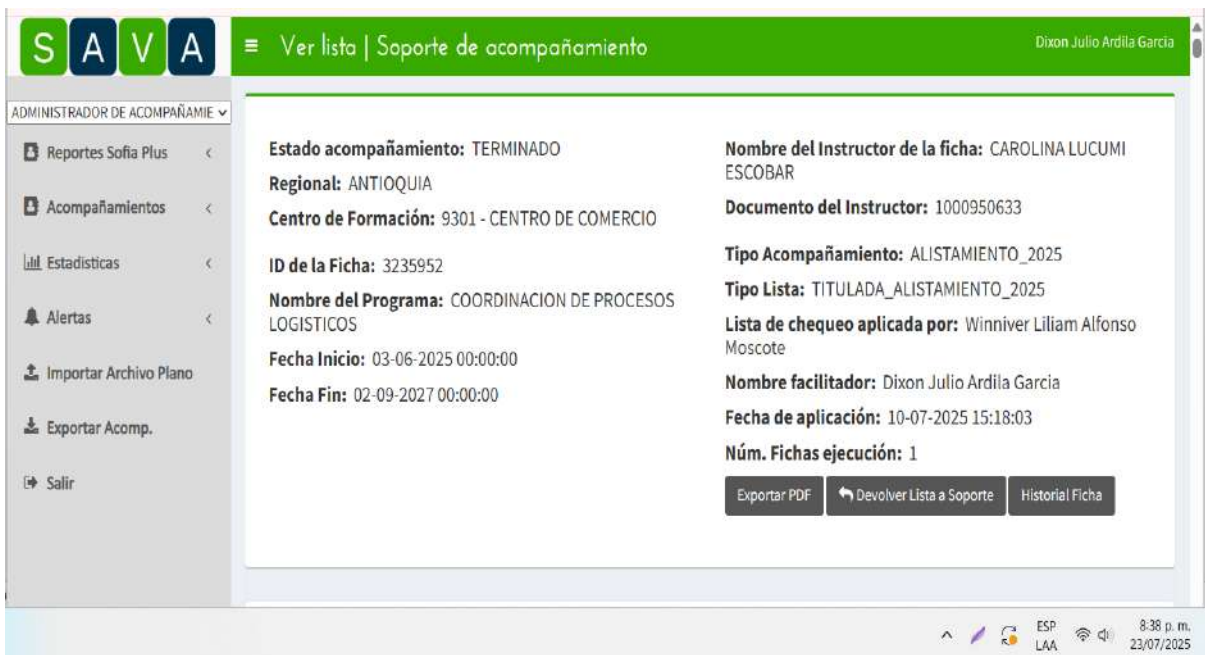 SAVA
≡ Ver lista | Soporte de acompañamiento
Dixon Julio Ardila Garcia
ADMINISTRADOR DE ACOMPAÑAMIE
Reportes Sofia Plus
Acompañamientos
Estadisticas
Alertas
Importar Archivo Plano
Exportar Acomp.
Salir
Estado acompañamiento: TERMINADO
Regional: ANTIOQUIA
Centro de Formación: 9301 - CENTRO DE COMERCIO
ID de la Ficha: 3235952
Nombre del Programa: COORDINACION DE PROCESOS
LOGISTICOS
Fecha Inicio: 03-06-2025 00:00:00
Fecha Fin: 02-09-2027 00:00:00
Nombre del Instructor de la ficha: CAROLINA LUCUMI
ESCOBAR
Documento del Instructor: 1000950633
Tipo Acompañamiento: ALISTAMIENTO_2025
Tipo Lista: TITULADA_ALISTAMIENTO_2025
Lista de chequeo aplicada por: Winniver Liliam Alfonso
Moscote
Nombre facilitador: Dixon Julio Ardila Garcia
Fecha de aplicación: 10-07-2025 15:18:03
Núm. Fichas ejecución: 1
Exportar PDF
Devolver Lista a Soporte
Historial Ficha
ESP
LAA
8:38 p. m.
23/07/2025